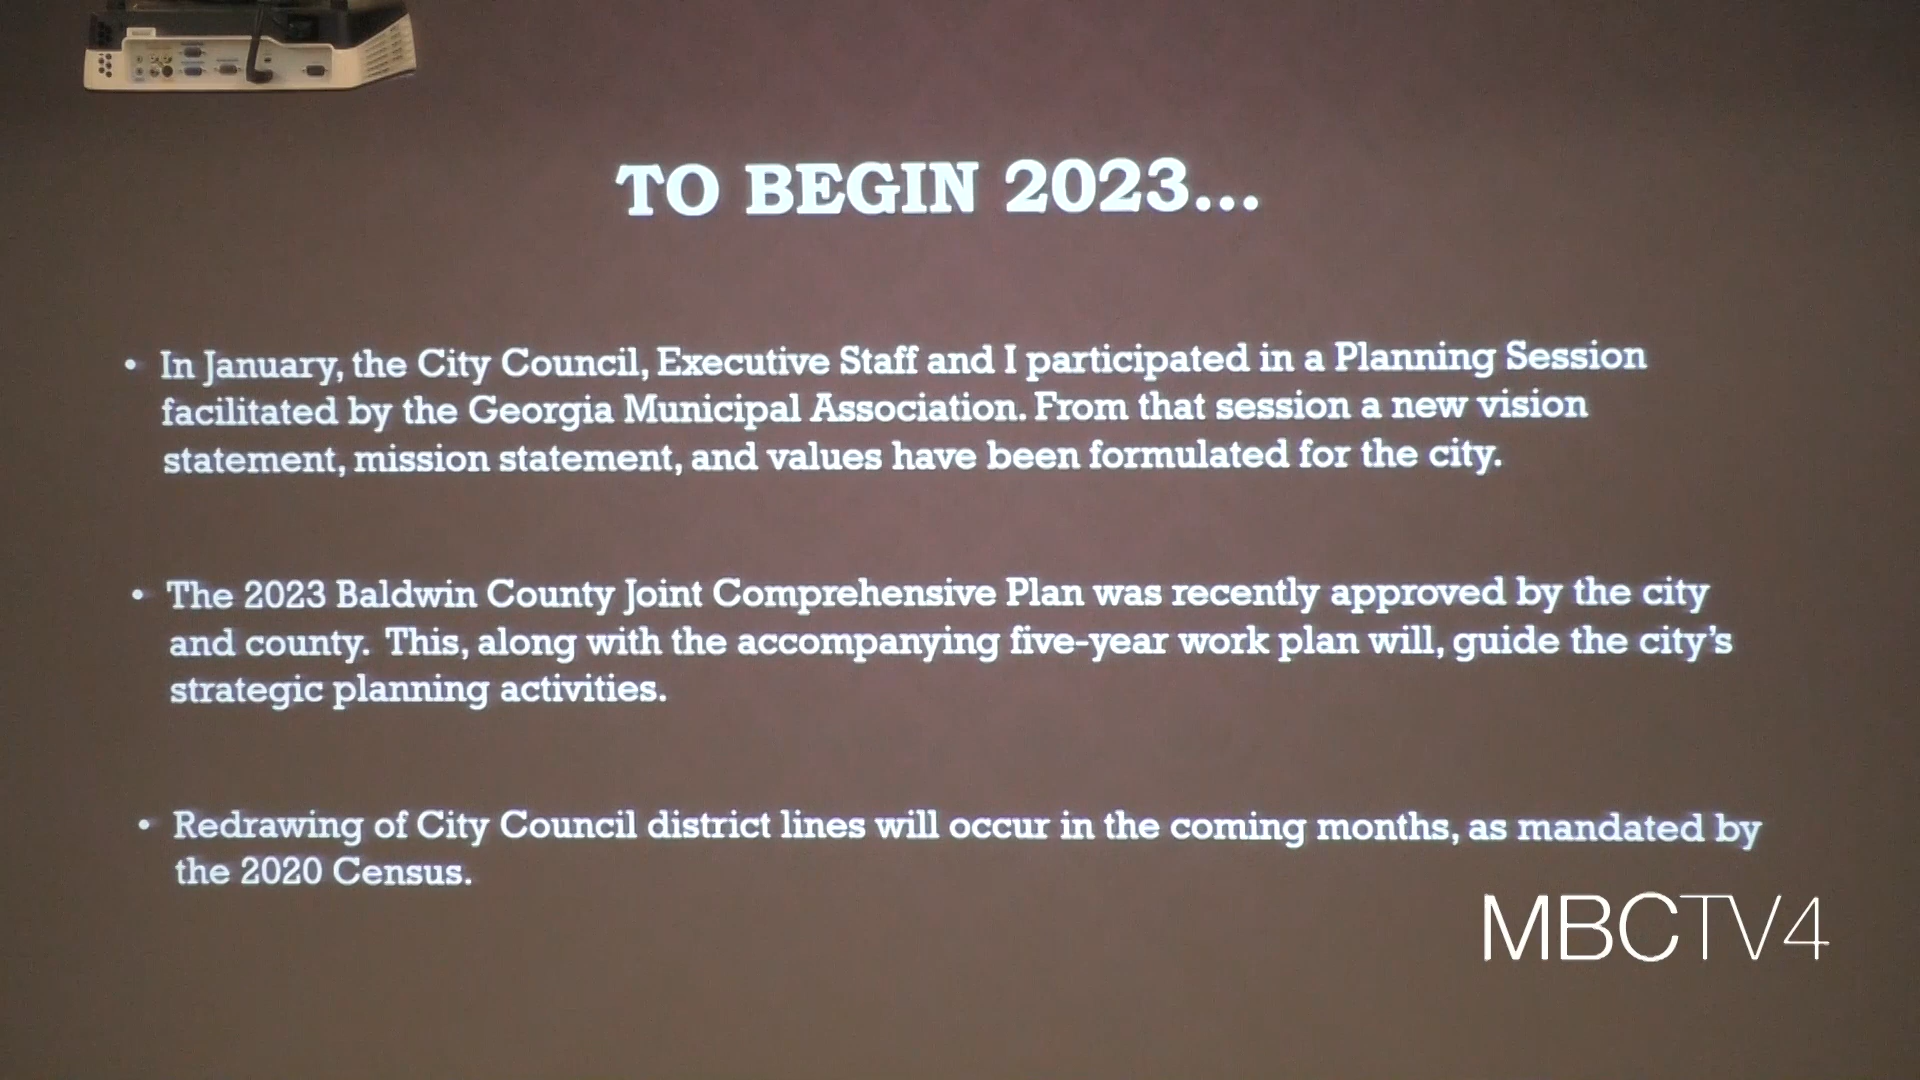 TO BEGIN 2023...
• In January, the City Council, Executive Staff and I participated in a Planning Session
facilitated by the Georgia Municipal Association. From that session a new vision
statement, mission statement, and values have been formulated for the city.
• The 2023 Baldwin County Joint Comprehensive Plan was recently approved by the city
and county. This, along with the accompanying five-year work plan will, guide the city's
strategic planning activities.
• Redrawing of City Council district lines will occur in the coming months, as mandated by
the 2020 Census.
MBCTV4